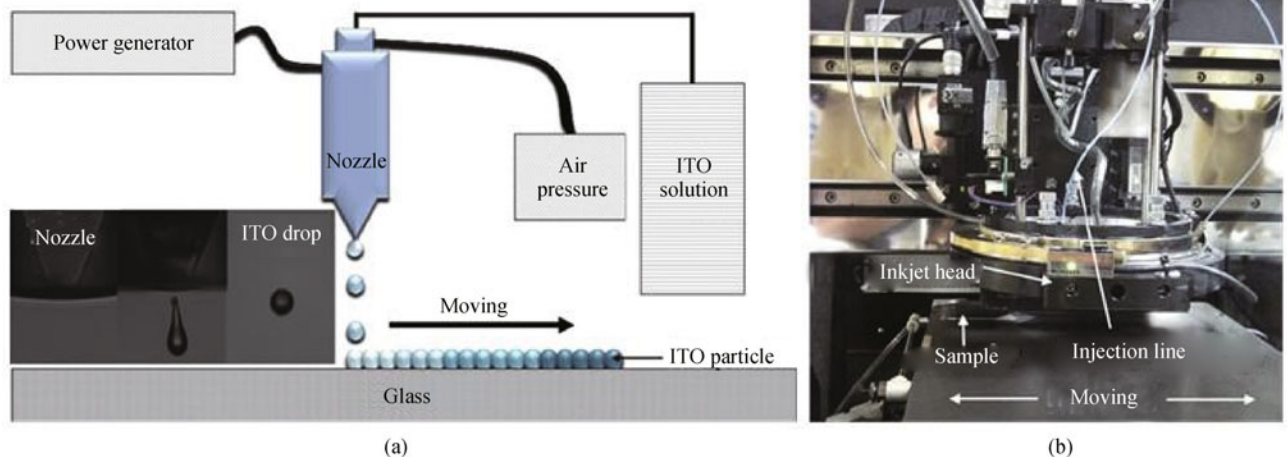 Power generator
Nozzle
Air
pressure
ITO
solution
Nozzle
ITO drop
Moving
ITO particle
Glass
(a)
Inkjet head
Sample
Injection line
Moving
(b)